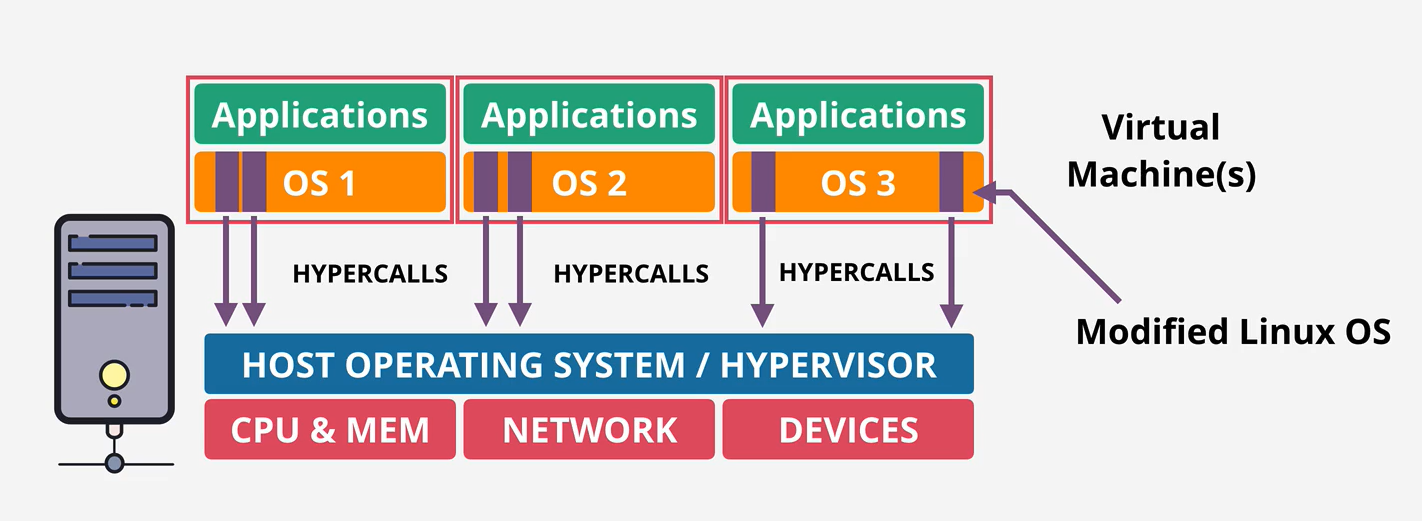 Applications
Applications
Applications
Virtual
Machine(s)
OS 1
OS 2
OS 3
HYPERCALLS
HYPERCALLS
HYPERCALLS
Modified Linux OS
HOST OPERATING SYSTEM / HYPERVISOR
CPU & MEM
NETWORK
DEVICES